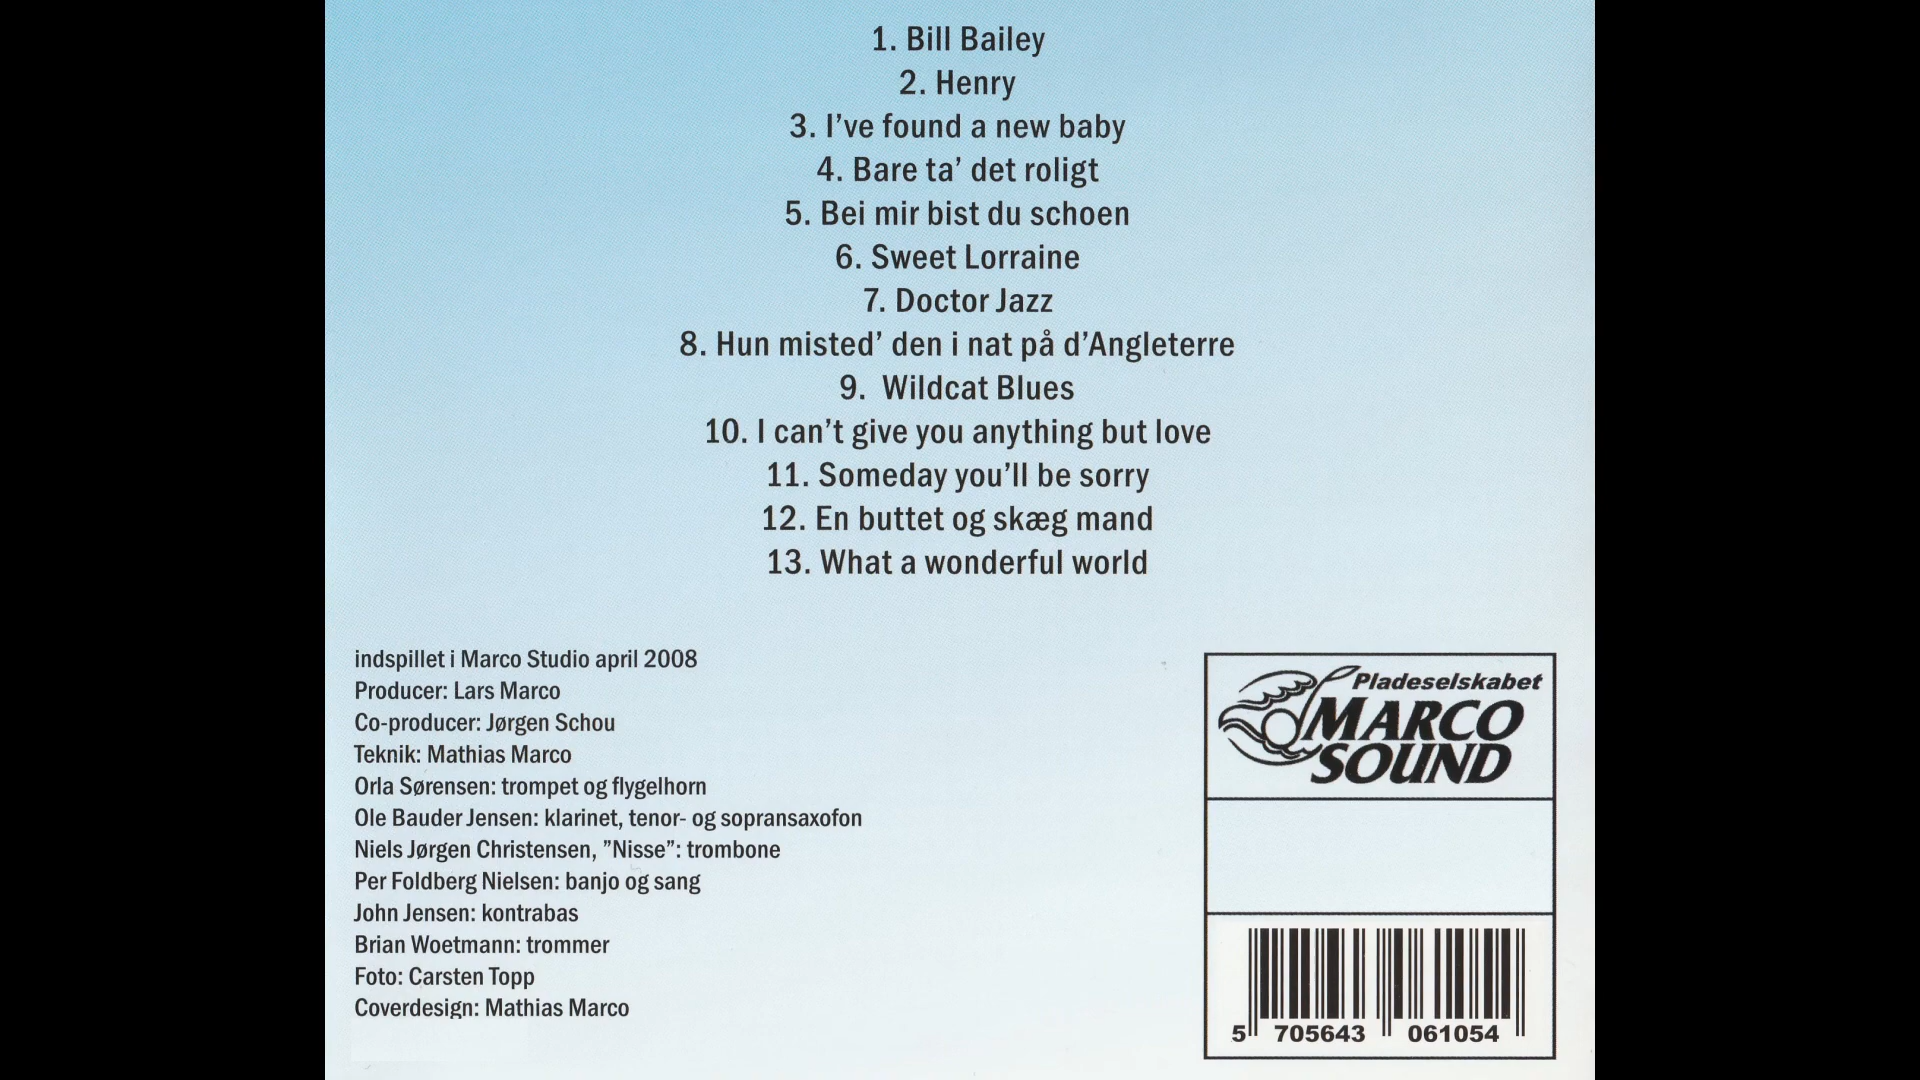 1. Bill Bailey
2. Henry
3. I've found a new baby
4. Bare ta' det roligt
5. Bei mir bist du schoen
6. Sweet Lorraine
7. Doctor Jazz
8. Hun misted' den i nat på d'Angleterre
9. Wildcat Blues
10. I can't give you anything but love
11. Someday you'll be sorry
12. En buttet og skæg mand
13. What a wonderful world
indspillet i Marco Studio april 2008
Producer: Lars Marco
Co-producer: Jørgen Schou
Teknik: Mathias Marco
Orla Sørensen: trompet og flygelhorn
Ole Bauder Jensen: klarinet, tenor- og sopransaxofon
Niels Jørgen Christensen, ”Nisse”: trombone
Per Foldberg Nielsen: banjo og sang
John Jensen: kontrabas
Brian Woetmann: trommer
Foto: Carsten Topp
Coverdesign: Mathias Marco
Pladeselskabet
MARCO
SOUND
5 705643 061054